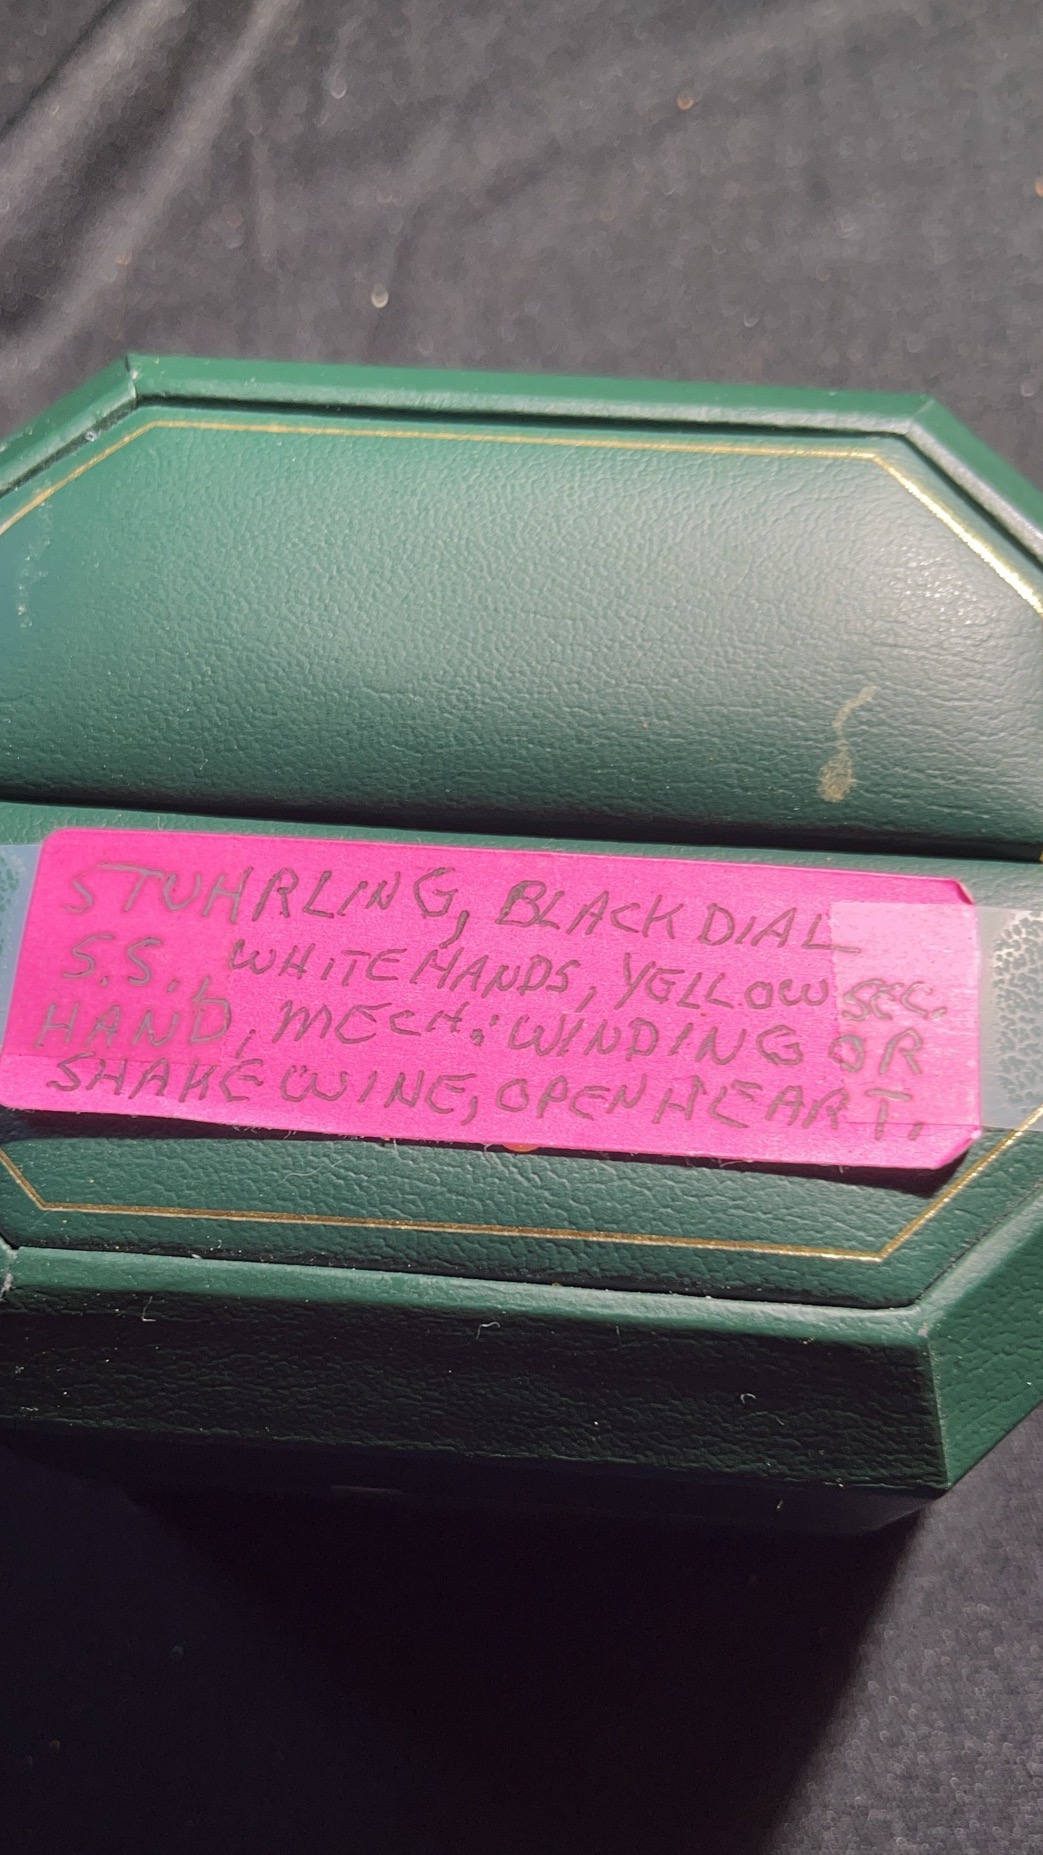 STUHRLING, BLACK DIAL
S.S., WHITE HANDS, YELLOW SEC.
HAND, MECH.: WINDING OR
SHAKE WINE, OPEN HEART.